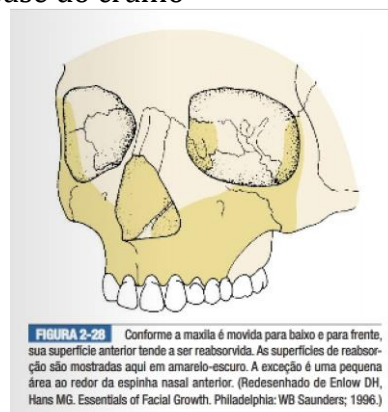 ase do crânio
FIGURA 2-28 Conforme a maxila é movida para baixo e para frente,
sua superfície anterior tende a ser reabsorvida. As superfícies de reabsor-
ção são mostradas aqui em amarelo-escuro. A exceção é uma pequena
área ao redor da espinha nasal anterior. (Redesenhado de Enlow DH,
Hans MG. Essentials of Facial Growth. Philadelphia: WB Saunders; 1996.)